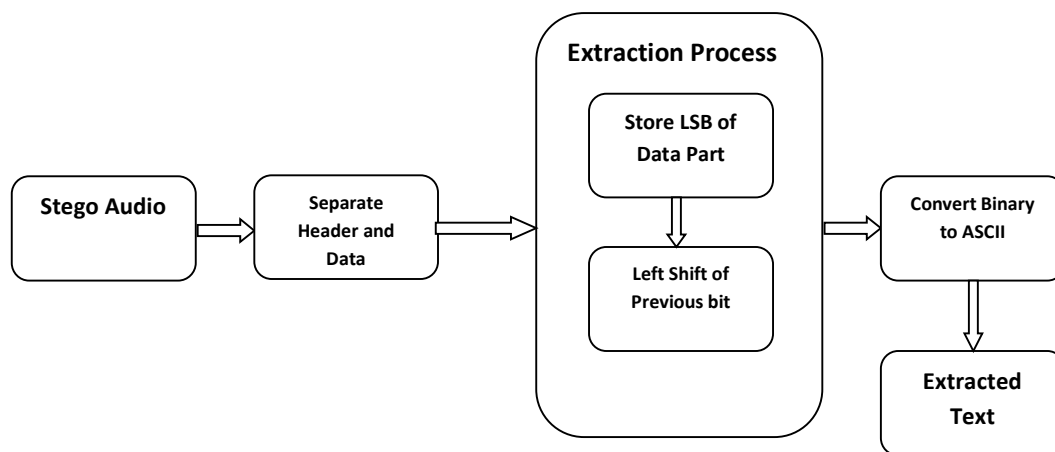 Stego Audio
Separate
Header and
Data
Extraction Process
Store LSB of
Data Part
Left Shift of
Previous bit
Convert Binary
to ASCII
Extracted
Text